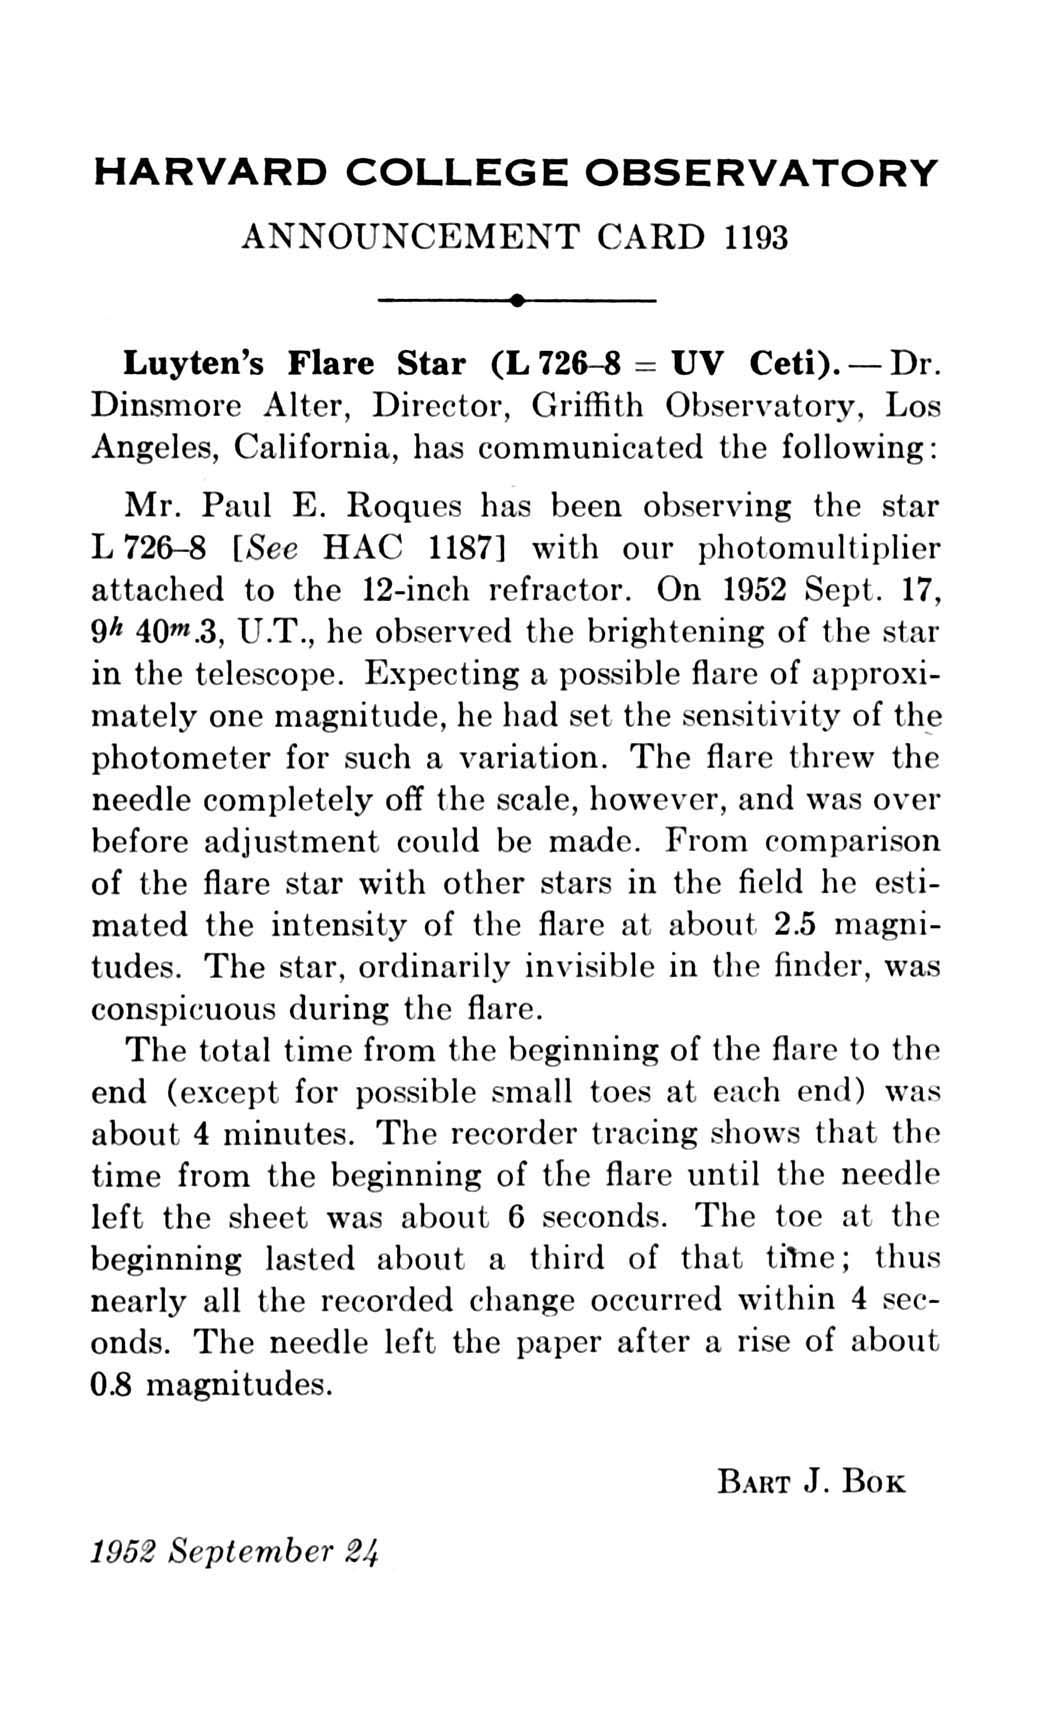 HARVARD COLLEGE OBSERVATORY
ANNOUNCEMENT CARD 1193
Luyten's Flare Star (L 726–8 = UV Ceti). — Dr.
Dinsmore Alter, Director, Griffith Observatory, Los
Angeles, California, has communicated the following:
Mr. Paul E. Roques has been observing the star
L 726–8 [See HAC 1187] with our photomultiplier
attached to the 12-inch refractor. On 1952 Sept. 17,
9h 40m.3, U.T., he observed the brightening of the star
in the telescope. Expecting a possible flare of approxi-
mately one magnitude, he had set the sensitivity of the
photometer for such a variation. The flare threw the
needle completely off the scale, however, and was over
before adjustment could be made. From comparison
of the flare star with other stars in the field he esti-
mated the intensity of the flare at about 2.5 magni-
tudes. The star, ordinarily invisible in the finder, was
conspicuous during the flare.
The total time from the beginning of the flare to the
end (except for possible small toes at each end) was
about 4 minutes. The recorder tracing shows that the
time from the beginning of the flare until the needle
left the sheet was about 6 seconds. The toe at the
beginning lasted about a third of that time; thus
nearly all the recorded change occurred within 4 sec-
onds. The needle left the paper after a rise of about
0.8 magnitudes.
BART J. BOK
1952 September 24